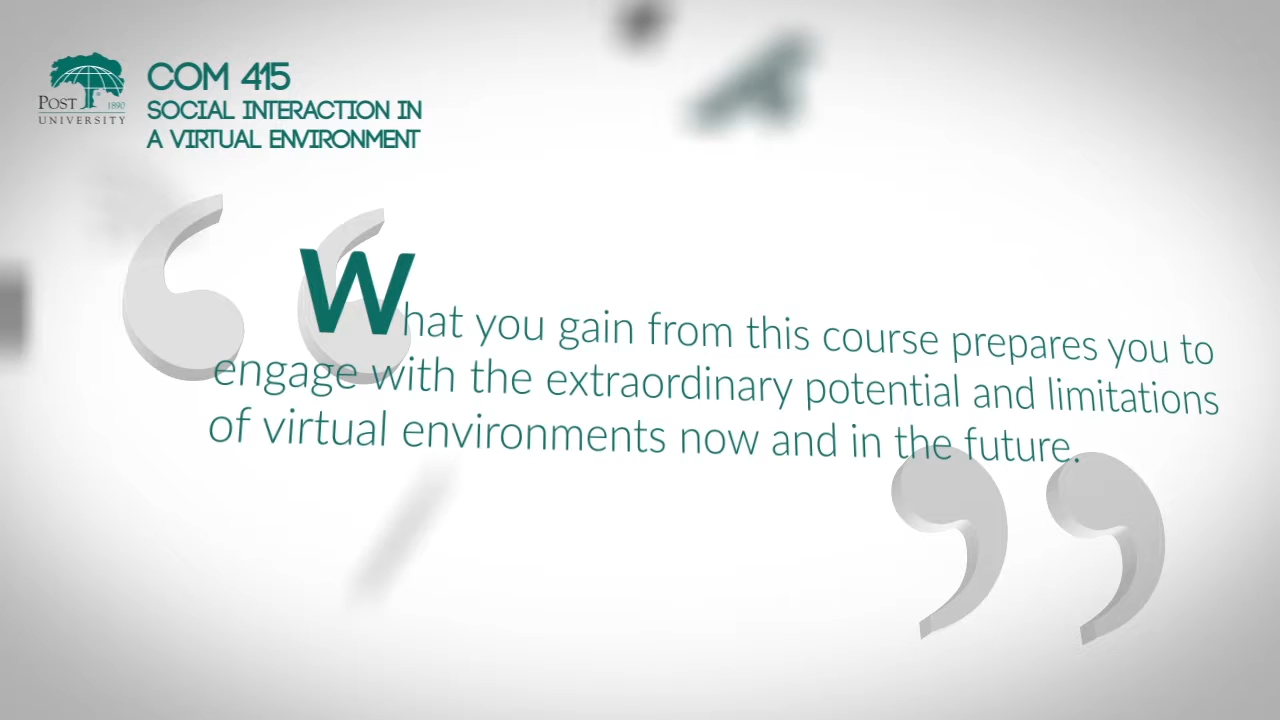 COM 415
SOCIAL INTERACTION IN
A VIRTUAL ENVIRONMENT
POST 1890
UNIVERSITY
What you gain from this course prepares you to
engage with the extraordinary potential and limitations
of virtual environments now and in the future.